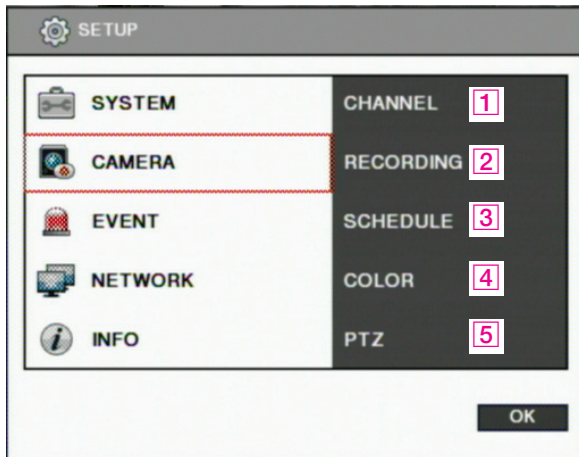 SETUP
SYSTEM CHANNEL 1
CAMERA RECORDING 2
EVENT SCHEDULE 3
NETWORK COLOR 4
i INFO PTZ 5
OK